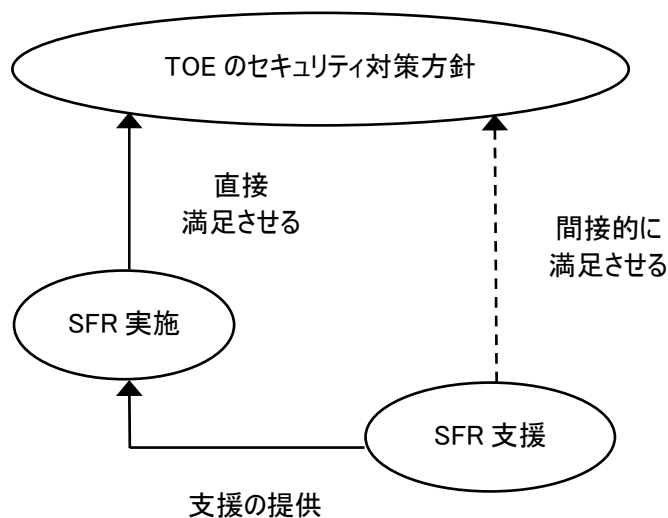 TOE のセキュリティ対策方針
直接
満足させる
間接的に
満足させる
SFR 実施
SFR 支援
支援の提供